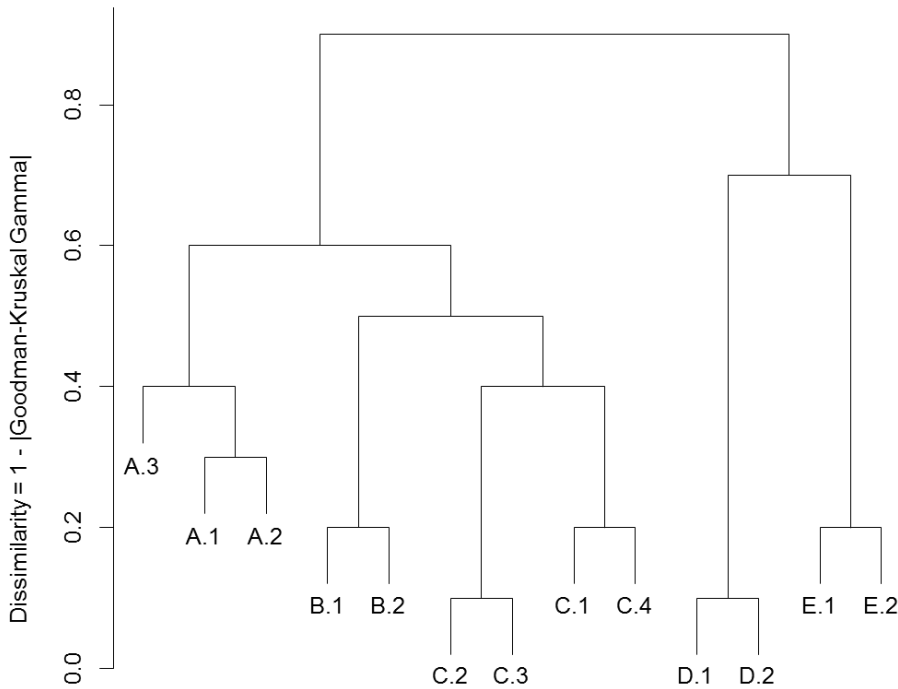 Dissimilarity = 1 - |Goodman-Kruskal Gamma|
0.8
0.6
0.4
0.2
0.0
A.3
A.1 A.2
B.1 B.2 C.1 C.4 E.1 E.2
C.2 C.3 D.1 D.2